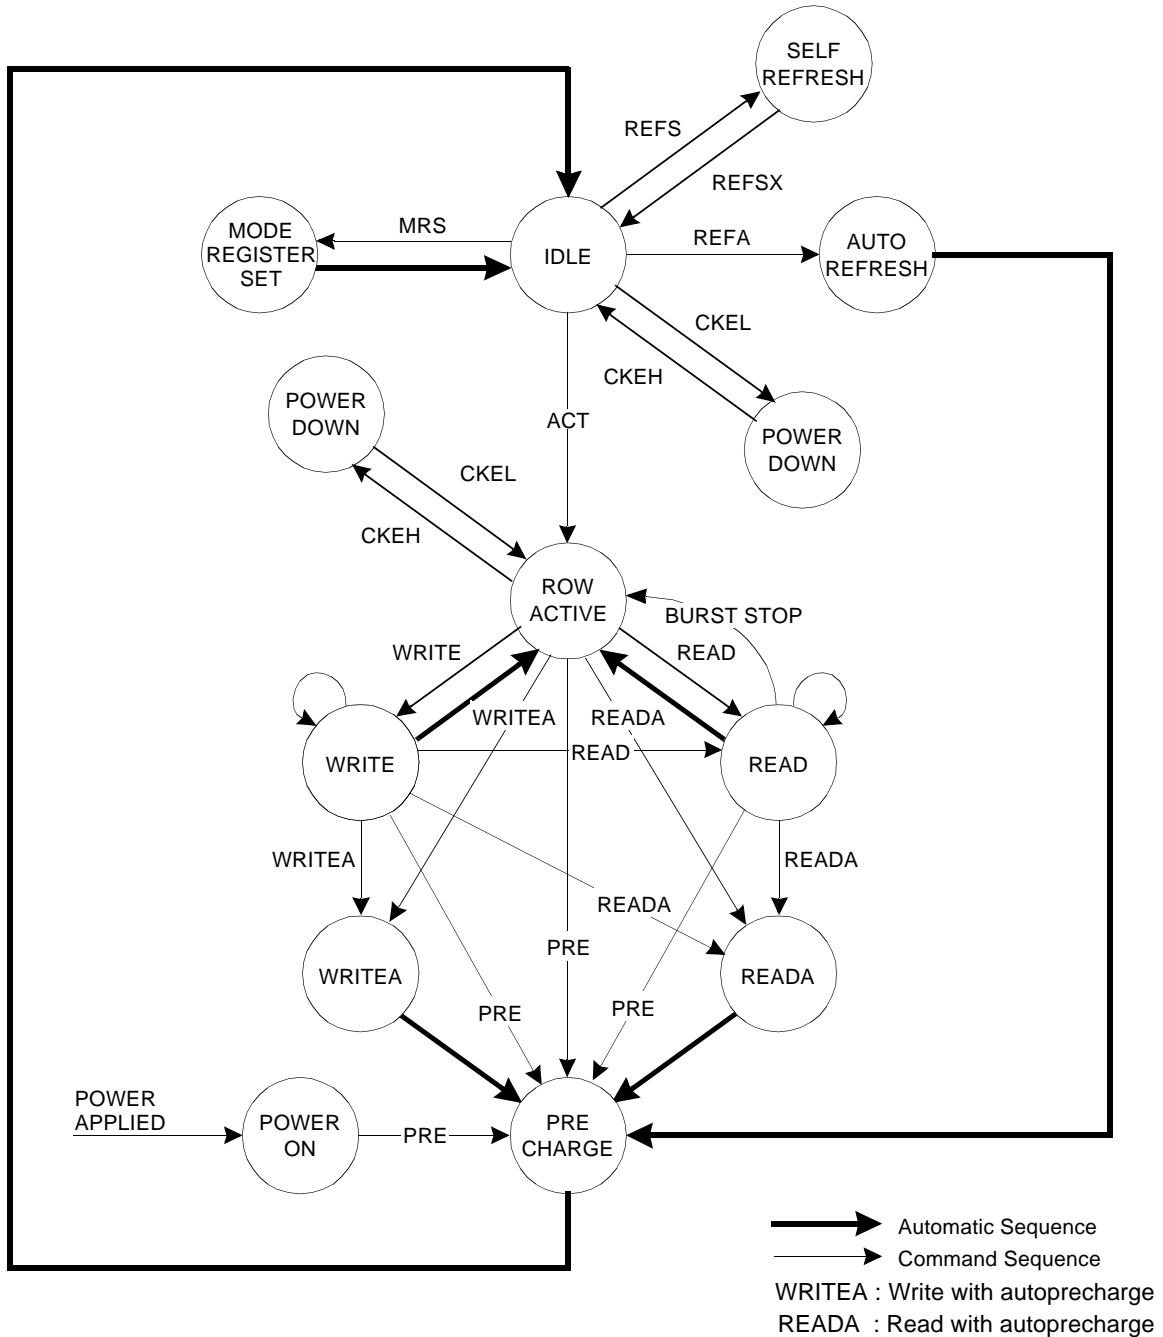 SELF
REFRESH
REFS
REFSX
MODE
REGISTER
SET
MRS
IDLE
REFA
AUTO
REFRESH
CKEL
CKEH
POWER
DOWN
ACT
POWER
DOWN
CKEL
CKEH
ROW
ACTIVE
BURST STOP
WRITE
READ
WRITEA
READA
WRITE
READ
READ
WRITEA
READA
READA
PRE
WRITEA
READA
PRE
PRE
POWER
APPLIED
POWER
ON
PRE
PRE
CHARGE
Automatic Sequence
Command Sequence
WRITEA : Write with autoprecharge
READA : Read with autoprecharge